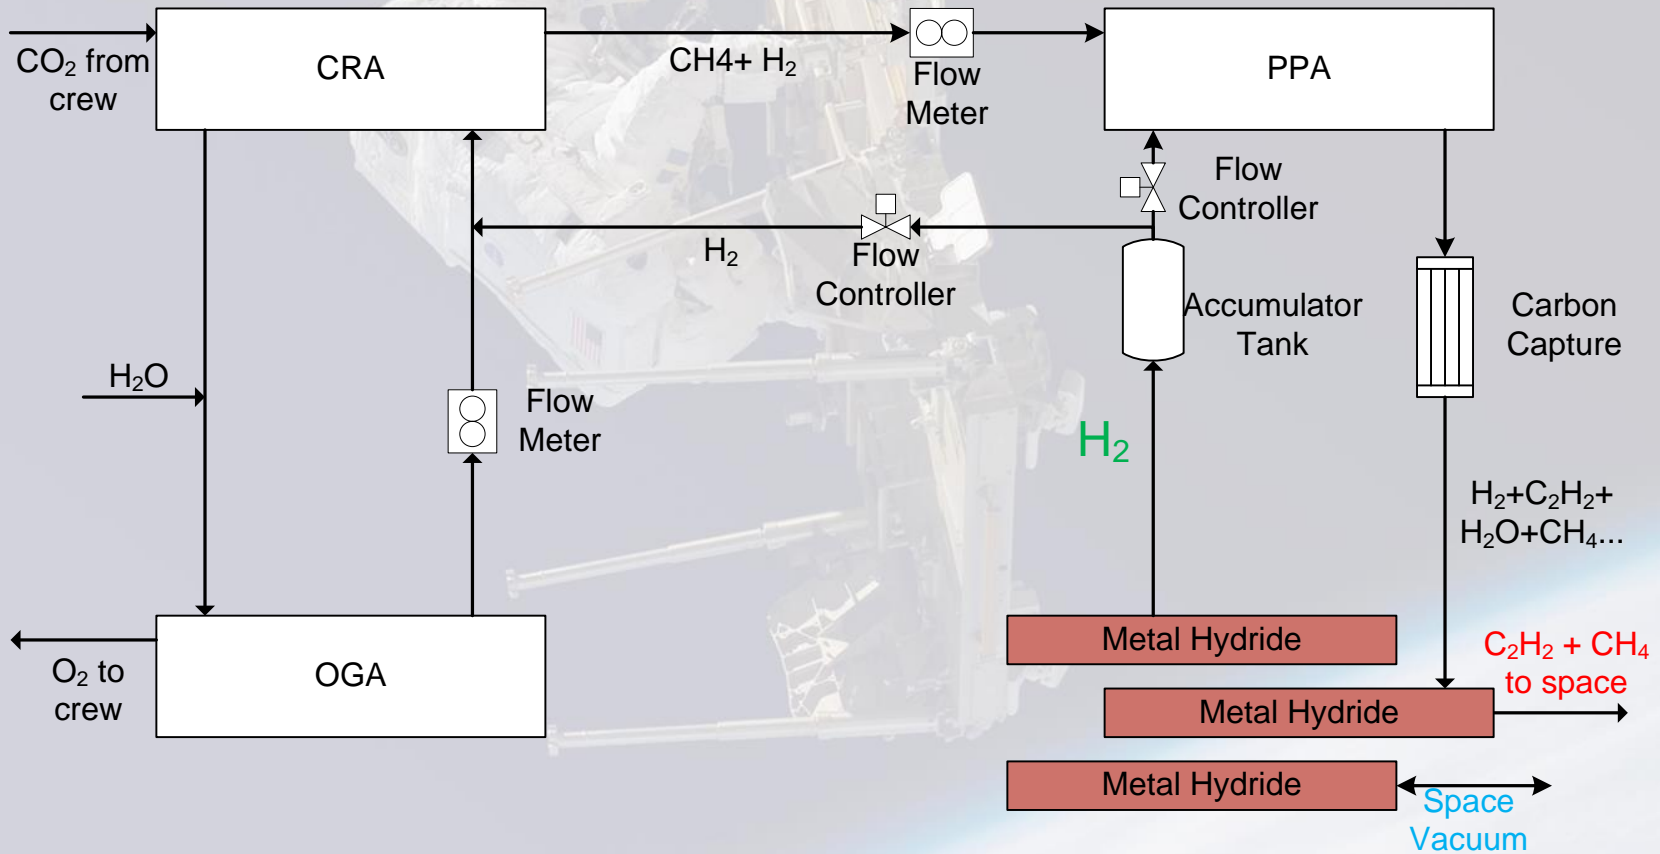 CO₂ from
crew
CRA
CH4+ H₂
Flow
Meter
PPA
Flow
Controller
H₂
Flow
Controller
Accumulator
Tank
Carbon
Capture
H₂O
Flow
Meter
H₂
H₂+C₂H₂+
H₂O+CH₄...
O₂ to
crew
OGA
Metal Hydride
C₂H₂ + CH₄
to space
Metal Hydride
Metal Hydride
Space
Vacuum